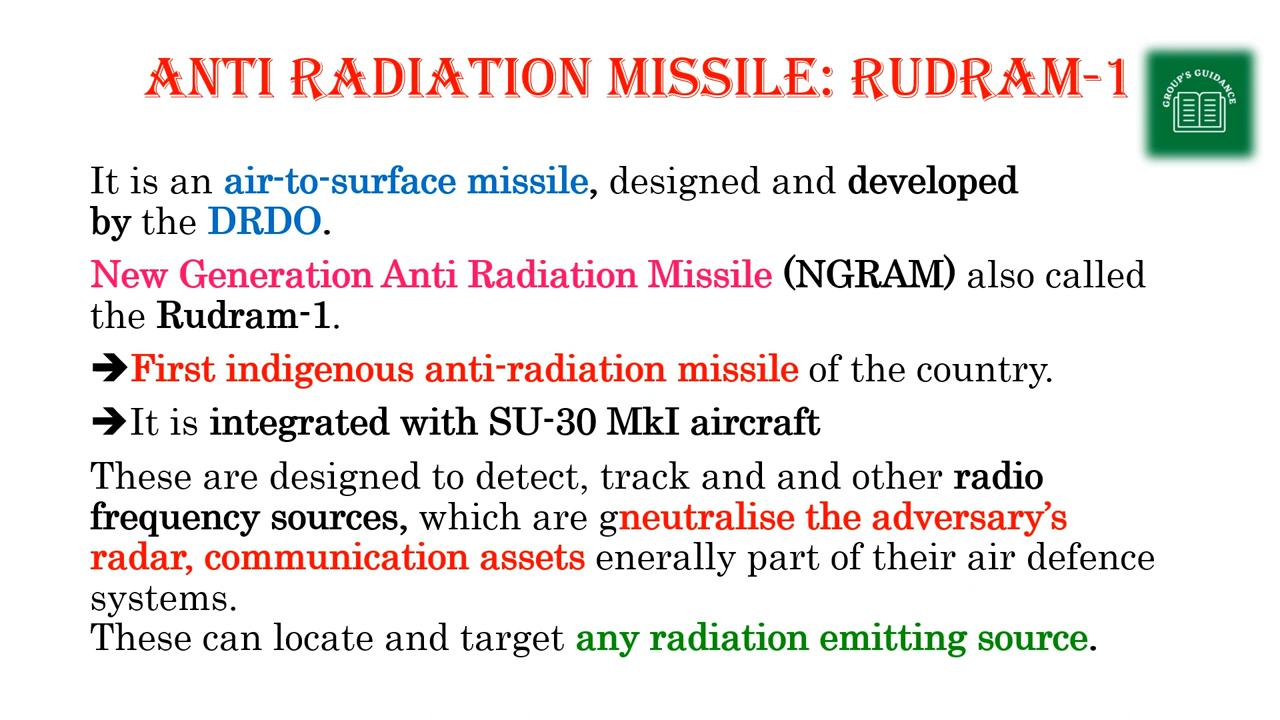 ANTI RADIATION MISSILE: RUDRAM-1
GROUP'S GUIDANCE
It is an air-to-surface missile, designed and developed
by the DRDO.
New Generation Anti Radiation Missile (NGRAM) also called
the Rudram-1.
➔First indigenous anti-radiation missile of the country.
➔It is integrated with SU-30 MkI aircraft
These are designed to detect, track and and other radio
frequency sources, which are gneutralise the adversary’s
radar, communication assets enerally part of their air defence
systems.
These can locate and target any radiation emitting source.